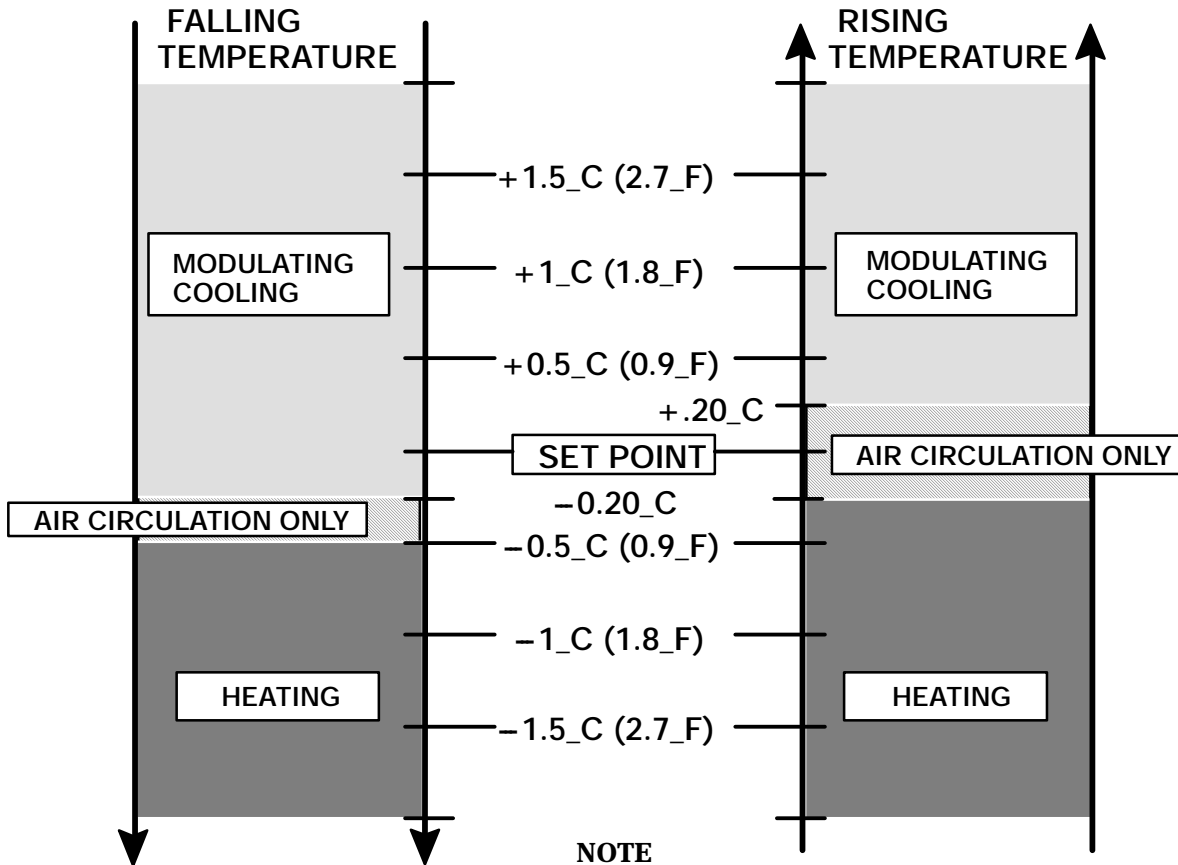 FALLING
TEMPERATURE
RISING
TEMPERATURE
+1.5_C (2.7_F)
MODULATING
COOLING
+1_C (1.8_F)
MODULATING
COOLING
+0.5_C (0.9_F)
+.20_C
SET POINT
AIR CIRCULATION ONLY
−0.20_C
AIR CIRCULATION ONLY
−0.5_C (0.9_F)
−1_C (1.8_F)
HEATING
HEATING
−1.5_C (2.7_F)
NOTE